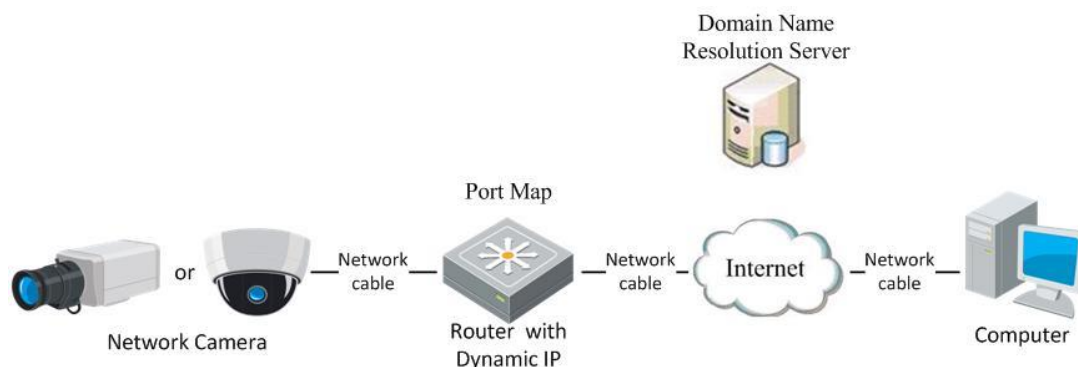 Domain Name
Resolution Server
Port Map
or
Network
cable
Network
cable
Internet
Network
cable
Network Camera
Router with
Dynamic IP
Computer